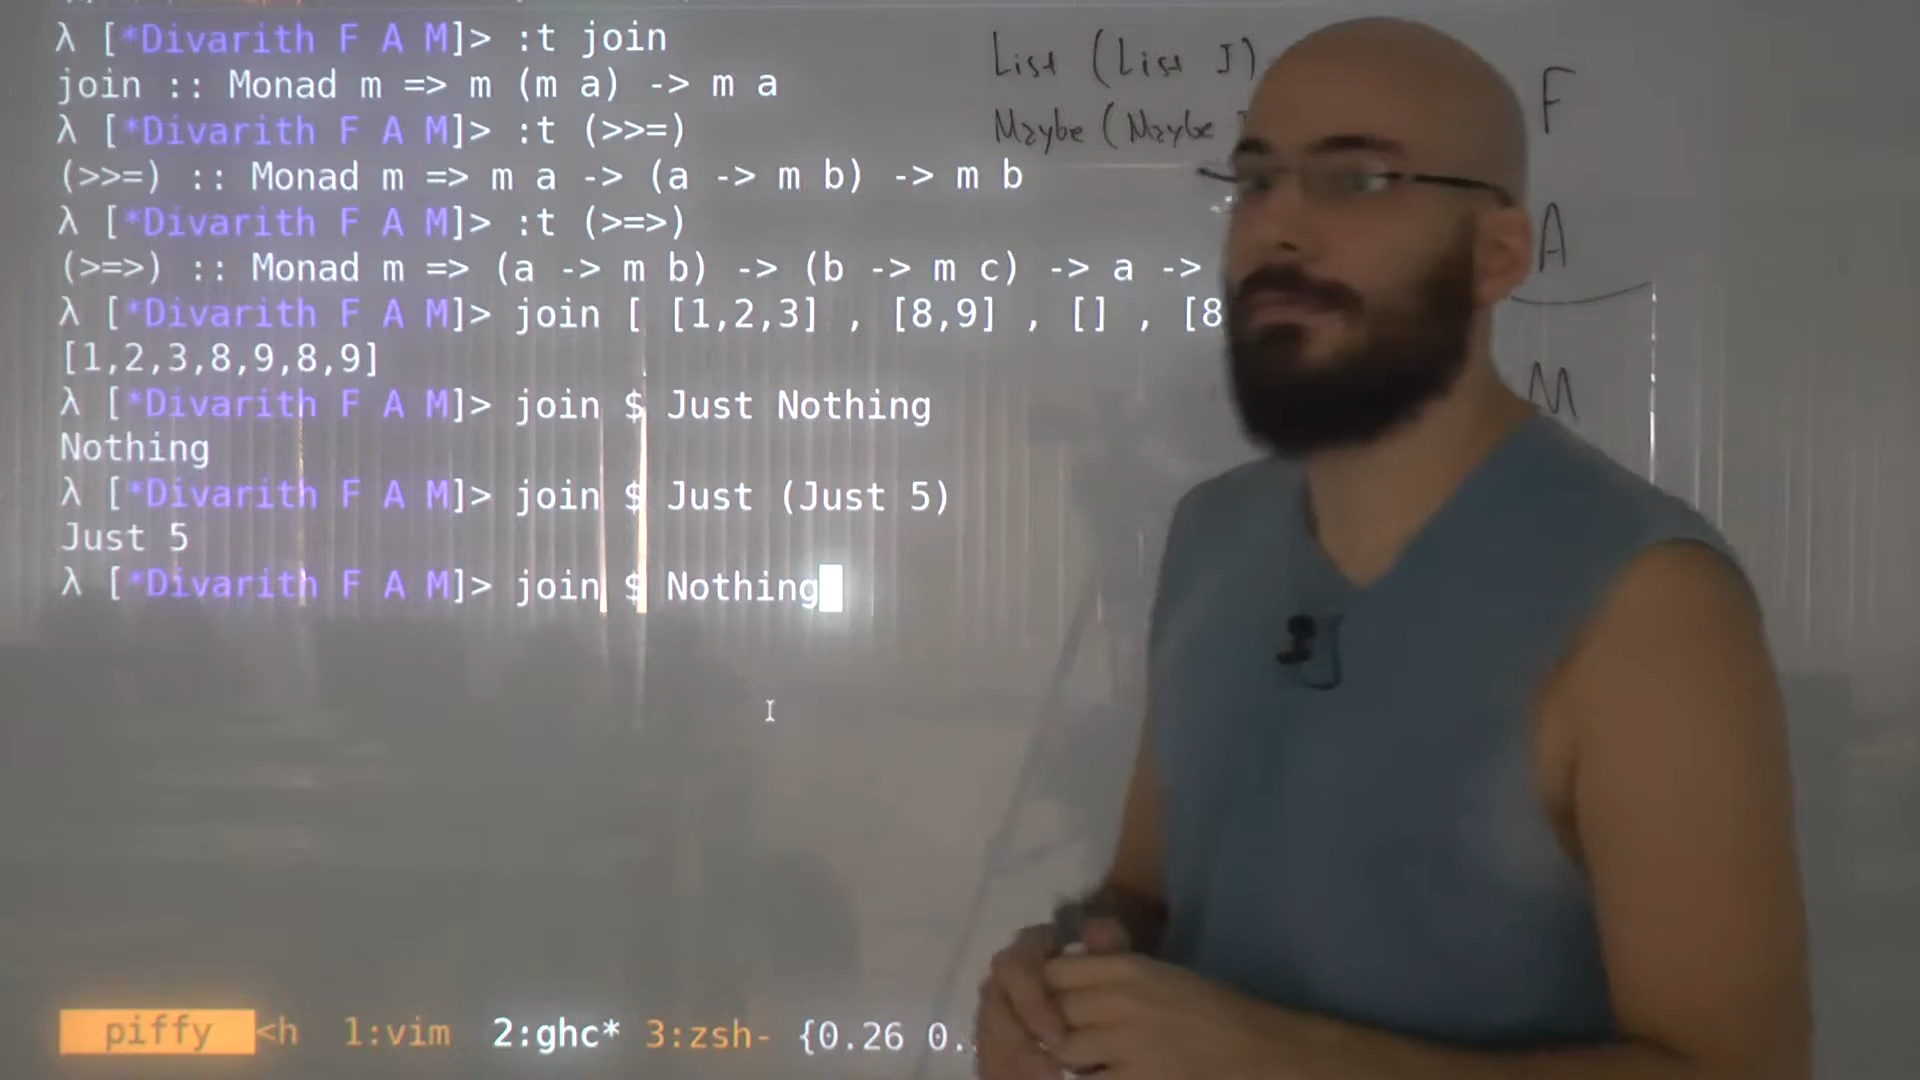 λ [*Divarith F A M]> :t join
join :: Monad m => m (m a) -> m a
λ [*Divarith F A M]> :t (>>=)
(>>=) :: Monad m => m a -> (a -> m b) -> m b
λ [*Divarith F A M]> :t (>=>)
(>=>) :: Monad m => (a -> m b) -> (b -> m c) -> a ->
λ [*Divarith F A M]> join [ [1,2,3] , [8,9] , [] , [8
[1,2,3,8,9,8,9]
λ [*Divarith F A M]> join $ Just Nothing
Nothing
λ [*Divarith F A M]> join $ Just (Just 5)
Just 5
λ [*Divarith F A M]> join $ Nothing
piffy <h 1:vim 2:ghc* 3:zsh- {0.26 0.
List (List I)
Maybe (Maybe
F
A
M